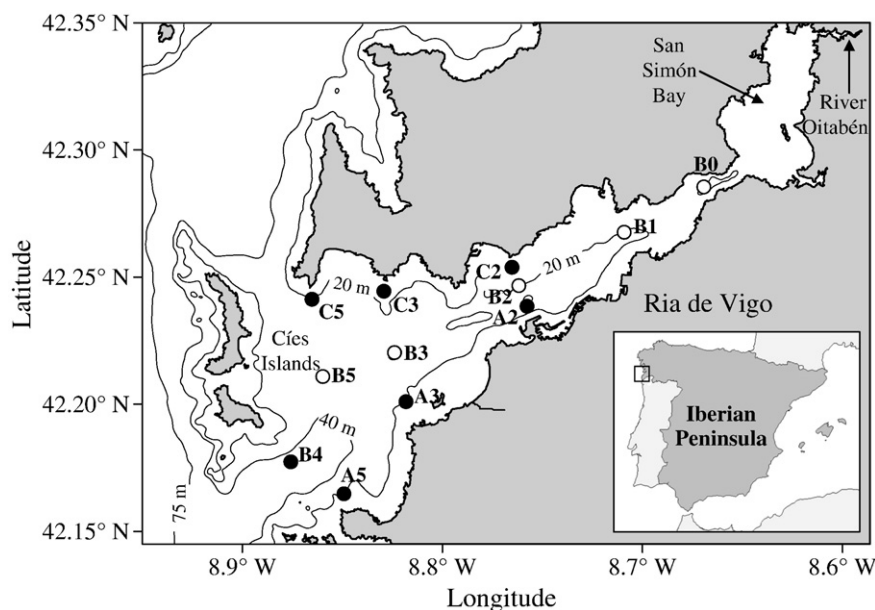 42.35° N
San
Simón
Bay
River
Oitabén
42.30° N
B0
B1
20 m
C2
42.25° N
20 m
B2
C5
C3
A2
Ria de Vigo
Latitude
Cíes
Islands
B3
B5
A3
42.20° N
40 m
Iberian
Peninsula
B4
A5
75 m
42.15° N
8.9° W
8.8° W
8.7° W
8.6° W
Longitude